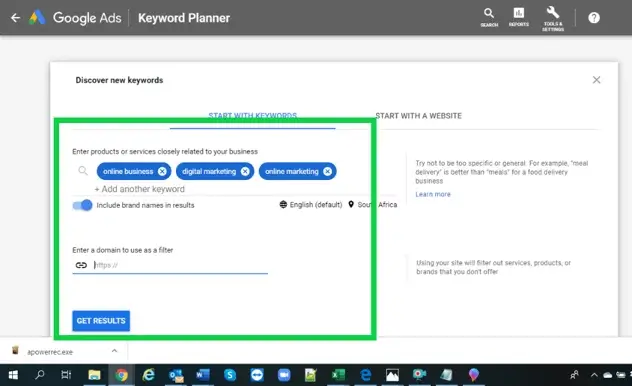 Google Ads
Keyword Planner
SEARCH
REPORTS
TOOLS &
SETTINGS
Discover new keywords
START WITH KEYWORDS
START WITH A WEBSITE
Enter products or services closely related to your business
online business
digital marketing
online marketing
+ Add another keyword
Try not to be too specific or general. For example, "meal
delivery" is better than "meals" for a food delivery
business
Learn more
Include brand names in results
English (default)
South Africa
Enter a domain to use as a filter
https://
Using your site will filter out services, products, or
brands that you don't offer
GET RESULTS
apowerrec.exe